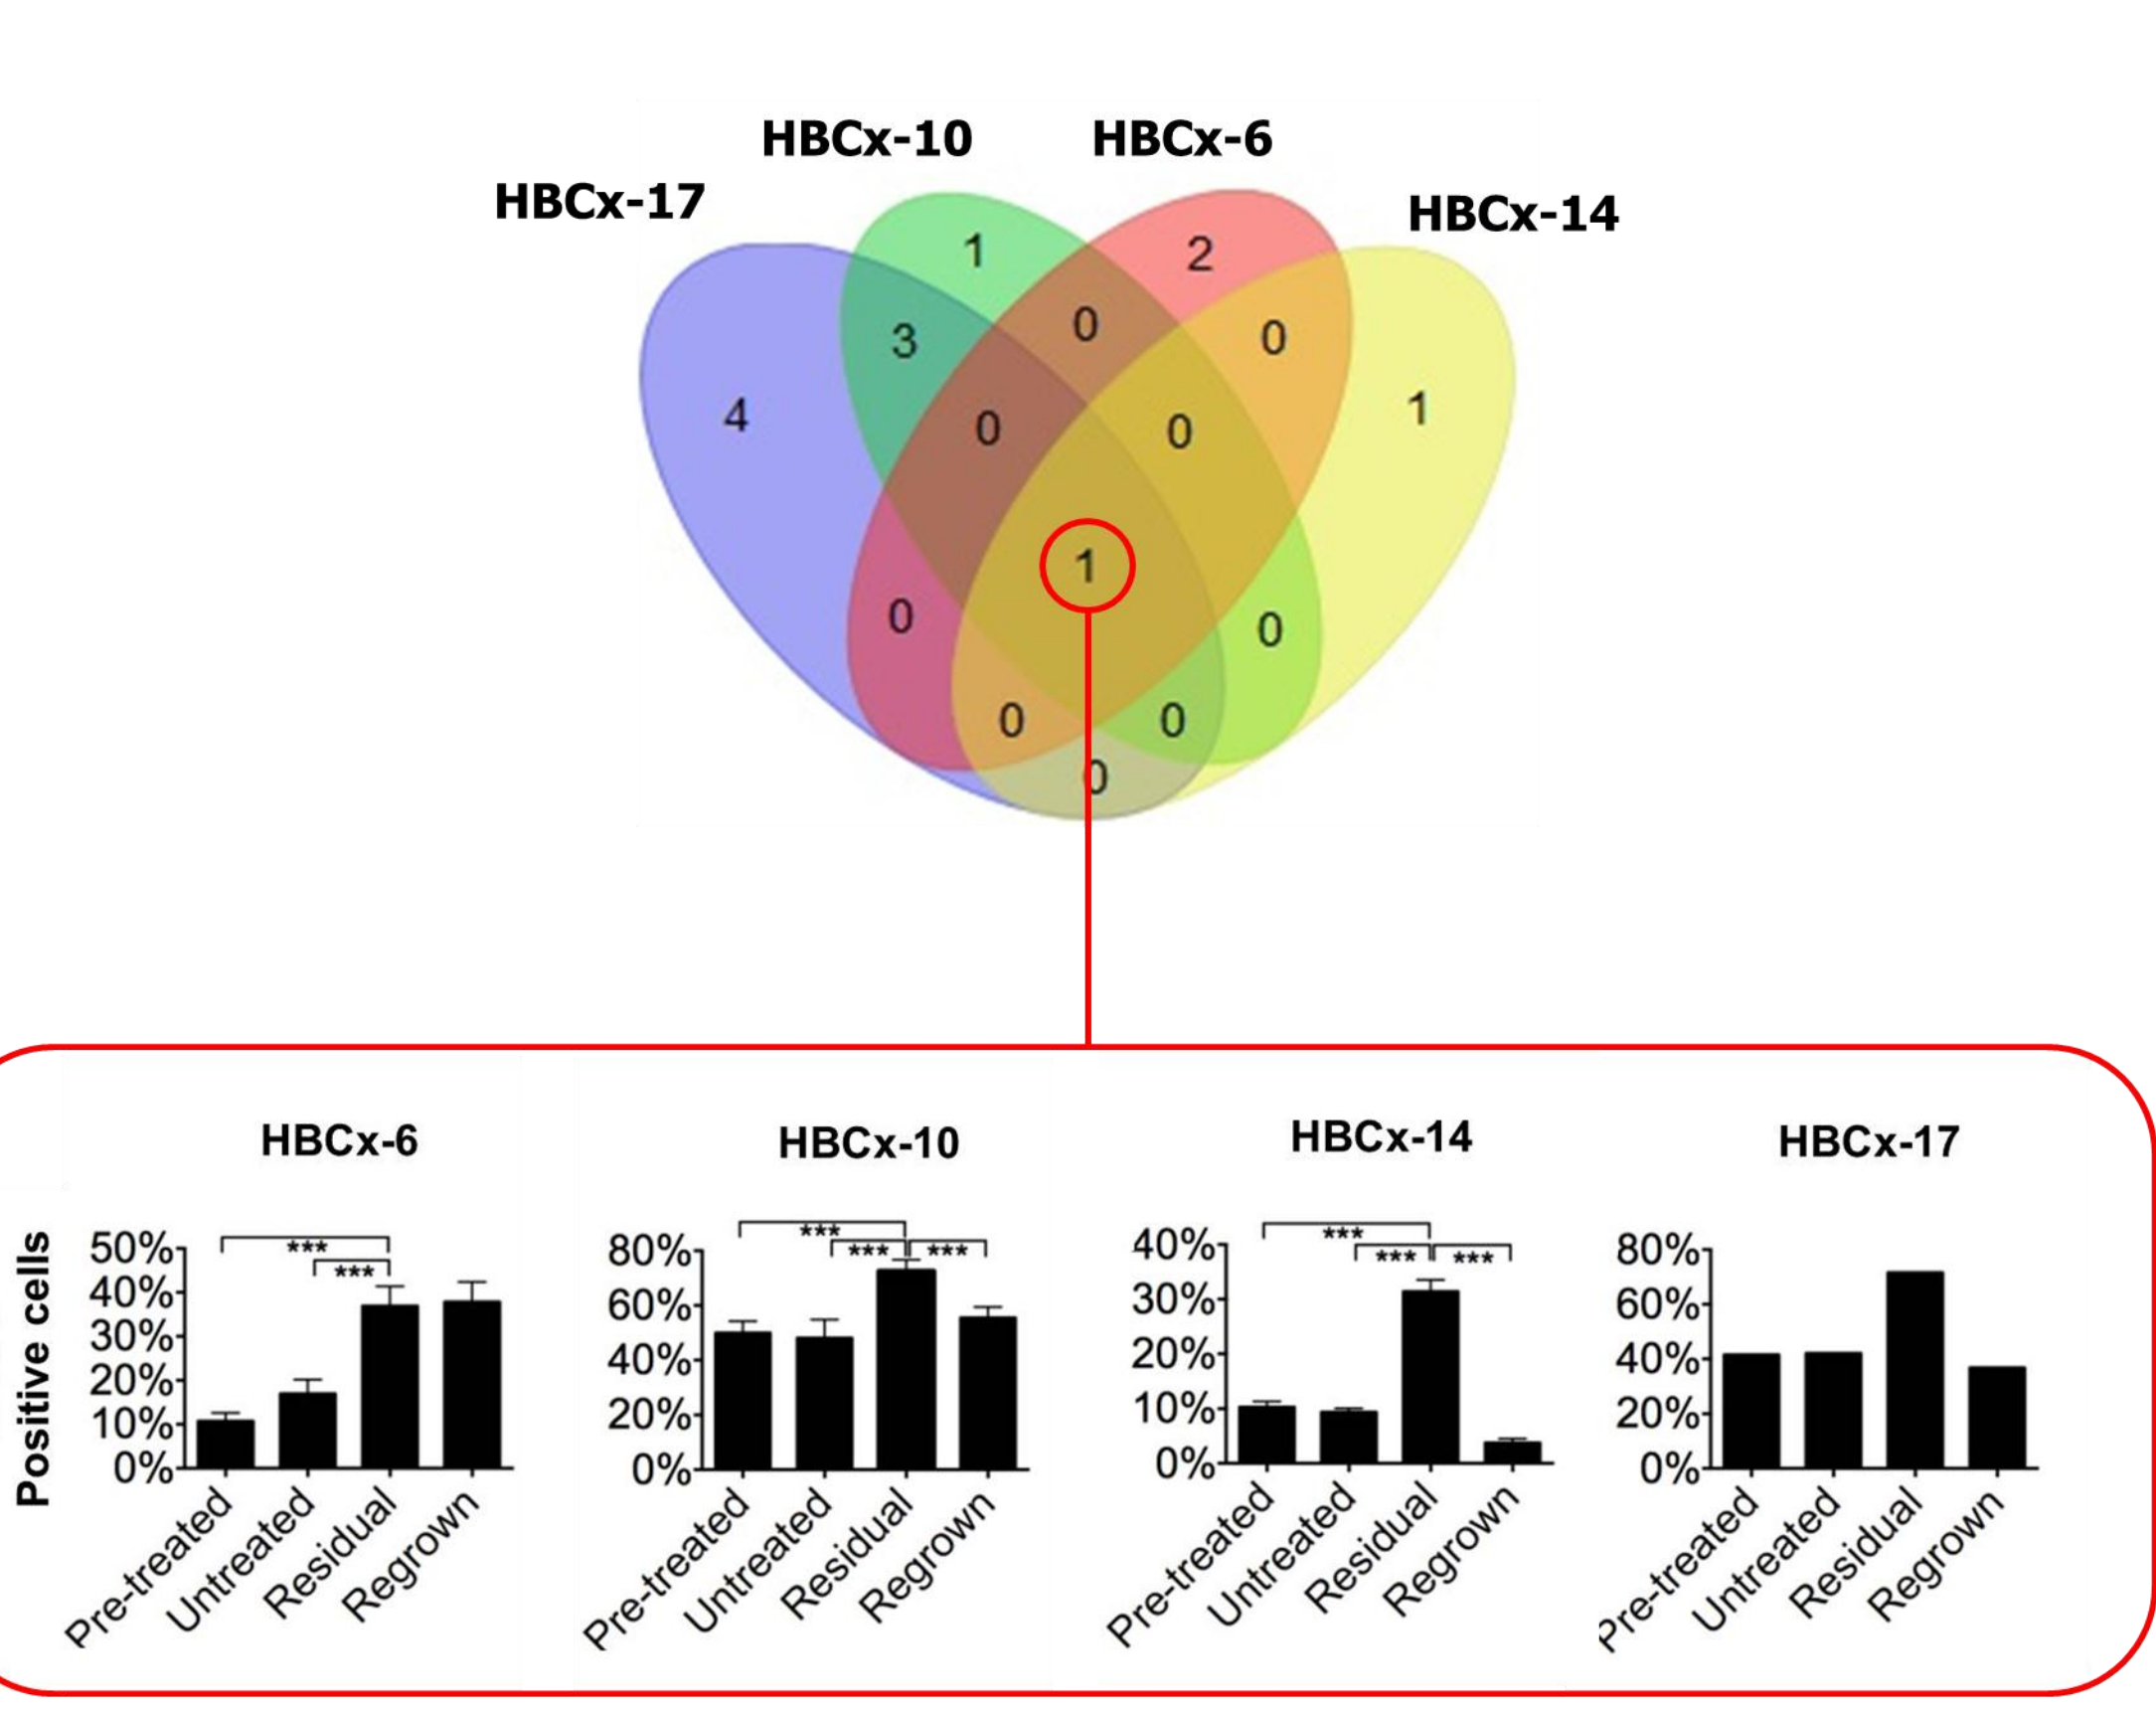 HBCx-10 HBCx-6
HBCx-17 HBCx-14
1 2
3 0 0
4 0 0 1
1
0 0
0 0
0
HBCx-6 HBCx-10 HBCx-14 HBCx-17
Positive cells
50%
40%
30%
20%
10%
0%
*** 
***
Pre-treated
Untreated
Residual
Regrown
80%
60%
40%
20%
0%
***
*** ***
Pre-treated
Untreated
Residual
Regrown
40%
30%
20%
10%
0%
***
*** ***
Pre-treated
Untreated
Residual
Regrown
80%
60%
40%
20%
0%
Pre-treated
Untreated
Residual
Regrown